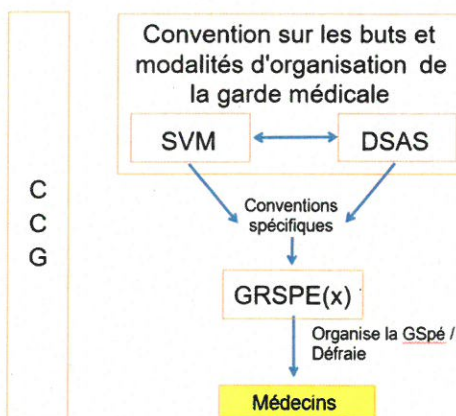 Convention sur les buts et
modalités d'organisation de
la garde médicale
SVM
DSAS
C
C
G
Conventions
spécifiques
GRSPE(x)
Organise la GSpé /
Défraie
Médecins